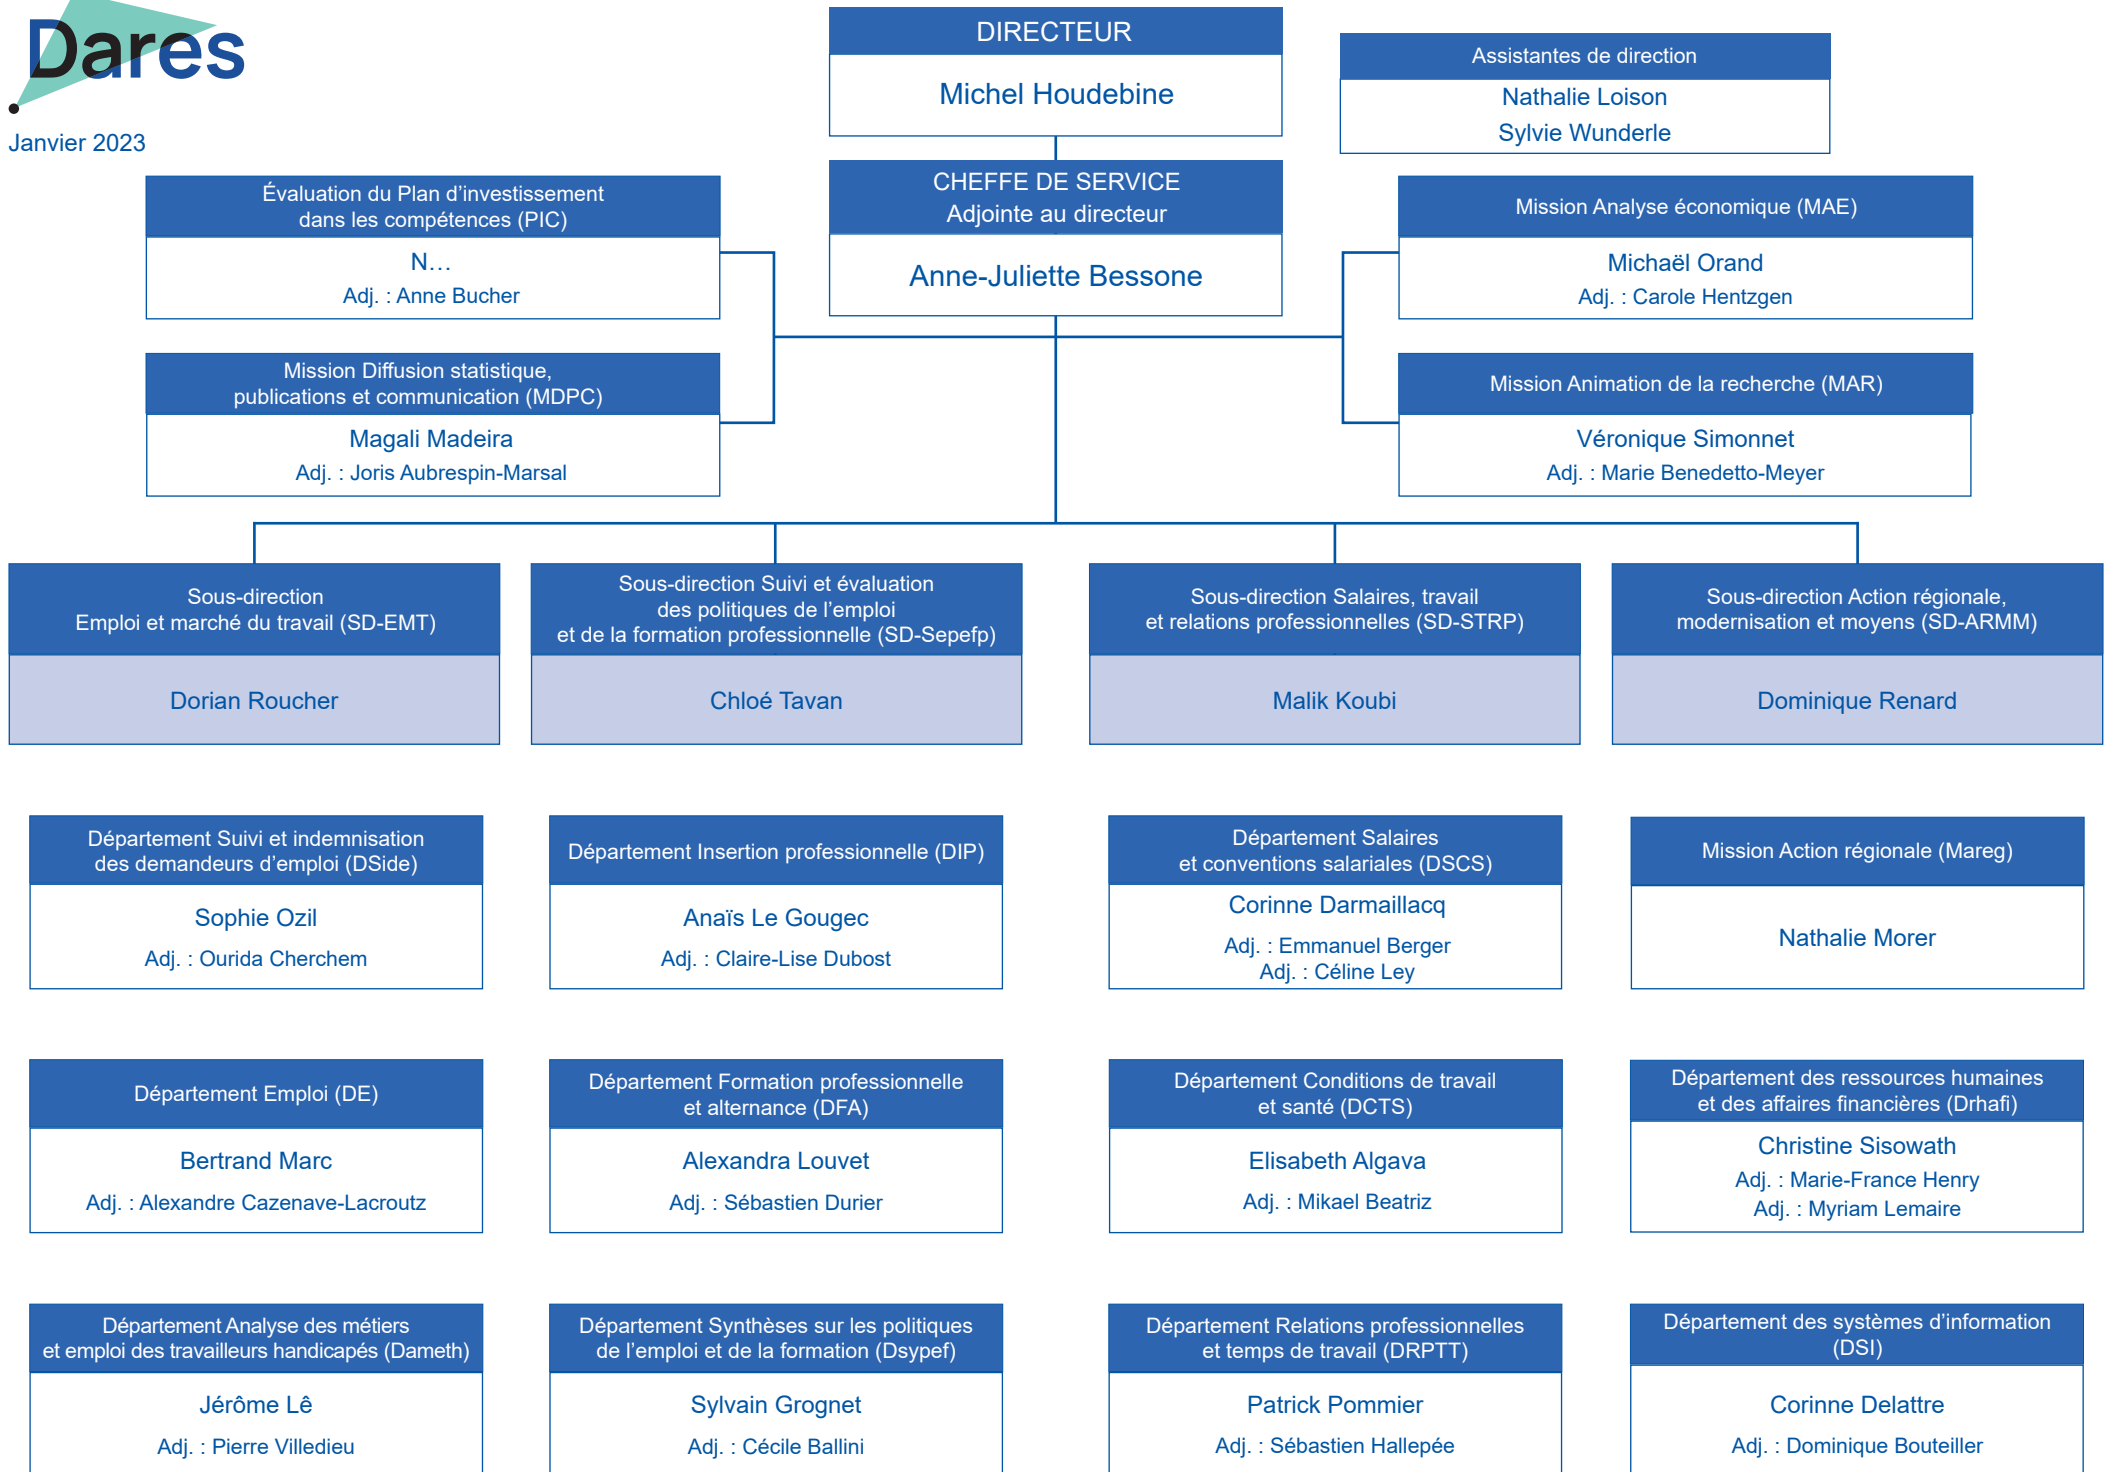 Dares
Janvier 2023
DIRECTEUR
Michel Houdebine
Assistantes de direction
Nathalie Loison
Sylvie Wunderle
CHEFFE DE SERVICE
Adjointe au directeur
Anne-Juliette Bessone
Évaluation du Plan d’investissement
dans les compétences (PIC)
N…
Adj. : Anne Bucher
Mission Analyse économique (MAE)
Michaël Orand
Adj. : Carole Hentzgen
Mission Diffusion statistique,
publications et communication (MDPC)
Magali Madeira
Adj. : Joris Aubrespin-Marsal
Mission Animation de la recherche (MAR)
Véronique Simonnet
Adj. : Marie Benedetto-Meyer
Sous-direction
Emploi et marché du travail (SD-EMT)
Dorian Roucher
Sous-direction Suivi et évaluation
des politiques de l’emploi
et de la formation professionnelle (SD-Sepefp)
Chloé Tavan
Sous-direction Salaires, travail
et relations professionnelles (SD-STRP)
Malik Koubi
Sous-direction Action régionale,
modernisation et moyens (SD-ARMM)
Dominique Renard
Département Suivi et indemnisation
des demandeurs d’emploi (DSide)
Sophie Ozil
Adj. : Ourida Cherchem
Département Insertion professionnelle (DIP)
Anaïs Le Gougec
Adj. : Claire-Lise Dubost
Département Salaires
et conventions salariales (DSCS)
Corinne Darmaillacq
Adj. : Emmanuel Berger
Adj. : Céline Ley
Mission Action régionale (Mareg)
Nathalie Morer
Département Emploi (DE)
Bertrand Marc
Adj. : Alexandre Cazenave-Lacroutz
Département Formation professionnelle
et alternance (DFA)
Alexandra Louvet
Adj. : Sébastien Durier
Département Conditions de travail
et santé (DCTS)
Elisabeth Algava
Adj. : Mikael Beatriz
Département des ressources humaines
et des affaires financières (Drhafi)
Christine Sisowath
Adj. : Marie-France Henry
Adj. : Myriam Lemaire
Département Analyse des métiers
et emploi des travailleurs handicapés (Dameth)
Jérôme Lê
Adj. : Pierre Villedieu
Département Synthèses sur les politiques
de l’emploi et de la formation (Dsypef)
Sylvain Grognet
Adj. : Cécile Ballini
Département Relations professionnelles
et temps de travail (DRPTT)
Patrick Pommier
Adj. : Sébastien Hallepée
Département des systèmes d’information
(DSI)
Corinne Delattre
Adj. : Dominique Bouteiller